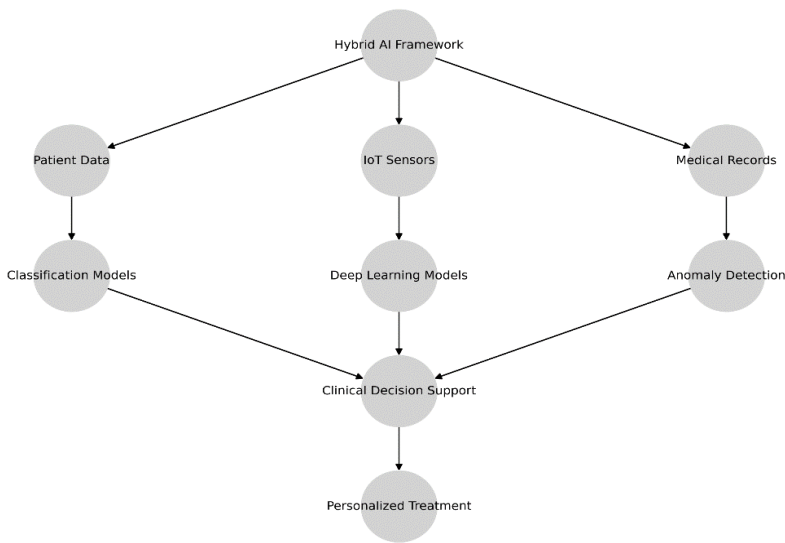 Hybrid AI Framework
Patient Data
IoT Sensors
Medical Records
Classification Models
Deep Learning Models
Anomaly Detection
Clinical Decision Support
Personalized Treatment